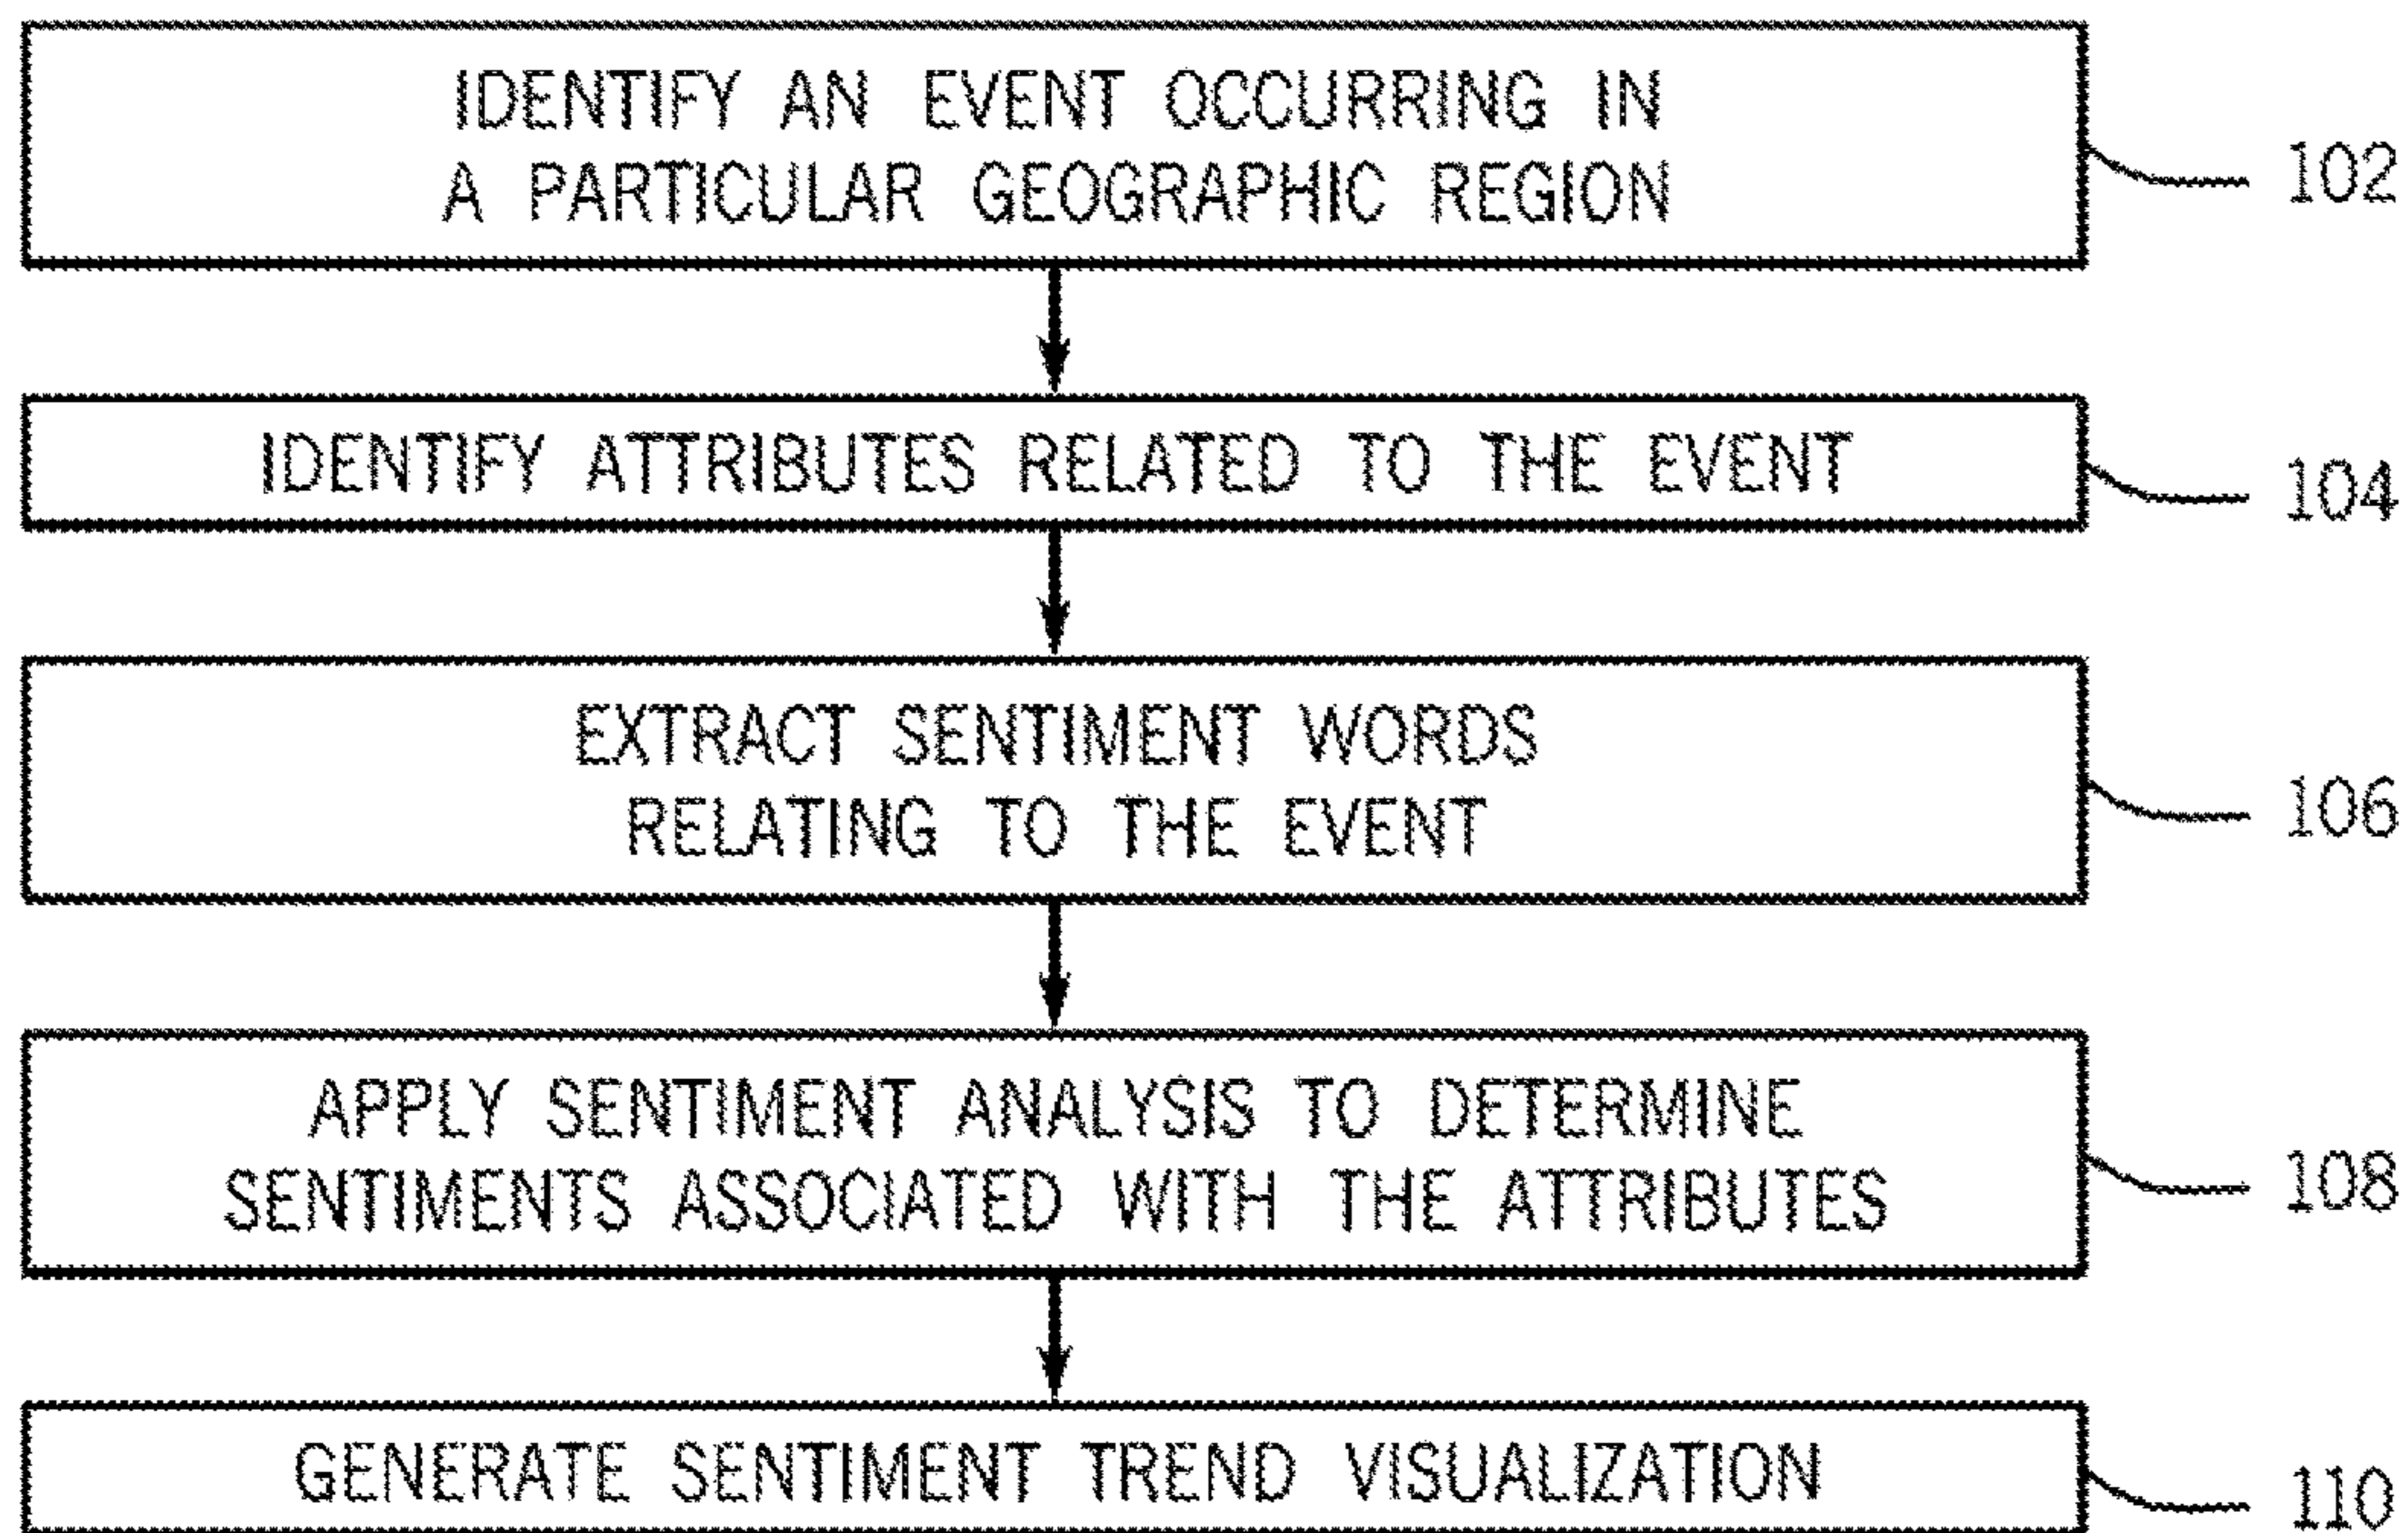 IDENTIFY AN EVENT OCCURRING IN
A PARTICULAR GEOGRAPHIC REGION
102
IDENTIFY ATTRIBUTES RELATED TO THE EVENT
104
EXTRACT SENTIMENT WORDS
RELATING TO THE EVENT
106
APPLY SENTIMENT ANALYSIS TO DETERMINE
SENTIMENTS ASSOCIATED WITH THE ATTRIBUTES
108
GENERATE SENTIMENT TREND VISUALIZATION
110